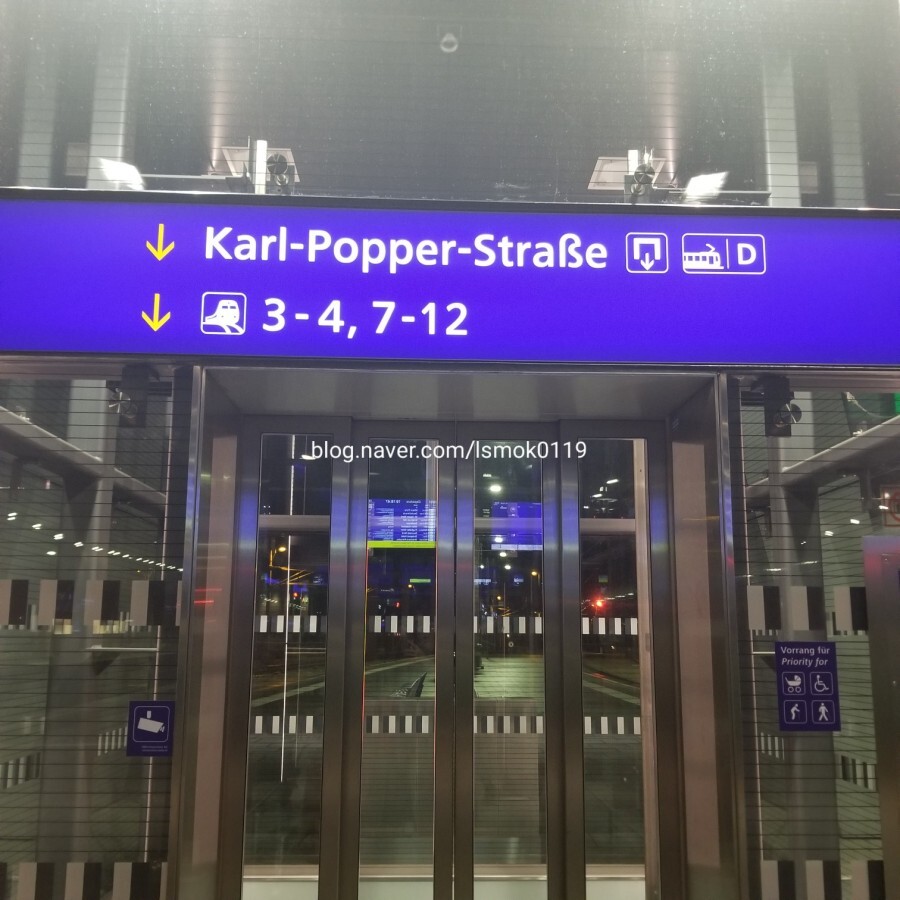 Karl-Popper-Straße D
3-4, 7-12
blog.naver.com/lsmok0119
Vorrang für
Priority for